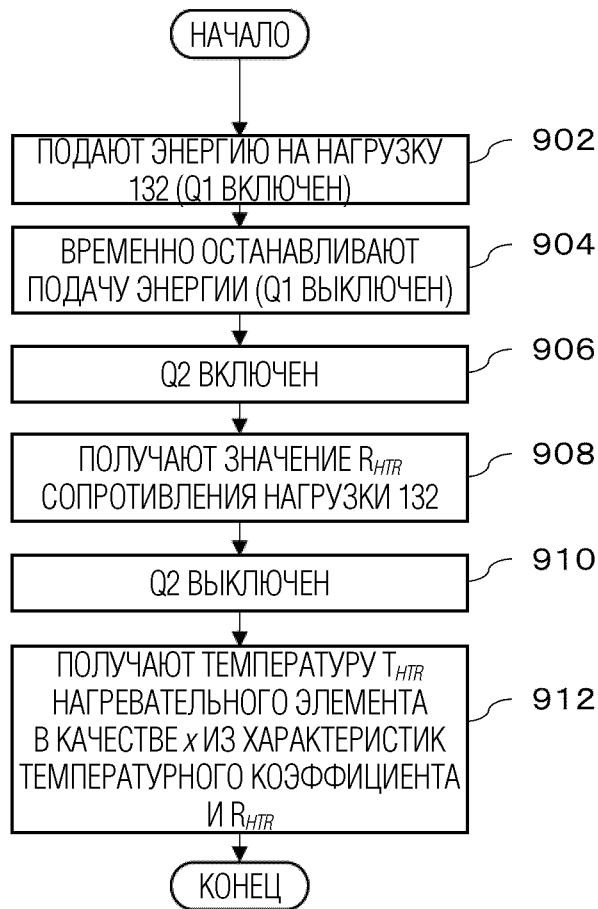 НАЧАЛО
ПОДАЮТ ЭНЕРГИЮ НА НАГРУЗКУ
132 (Q1 ВКЛЮЧЕН)
902
ВРЕМЕННО ОСТАНАВЛИВАЮТ
ПОДАЧУ ЭНЕРГИИ (Q1 ВЫКЛЮЧЕН)
904
Q2 ВКЛЮЧЕН
906
ПОЛУЧАЮТ ЗНАЧЕНИЕ RHTR
СОПРОТИВЛЕНИЯ НАГРУЗКИ 132
908
Q2 ВЫКЛЮЧЕН
910
ПОЛУЧАЮТ ТЕМПЕРАТУРУ THTR
НАГРЕВАТЕЛЬНОГО ЭЛЕМЕНТА
В КАЧЕСТВЕ x ИЗ ХАРАКТЕРИСТИК
ТЕМПЕРАТУРНОГО КОЭФФИЦИЕНТА
И RHTR
912
КОНЕЦ